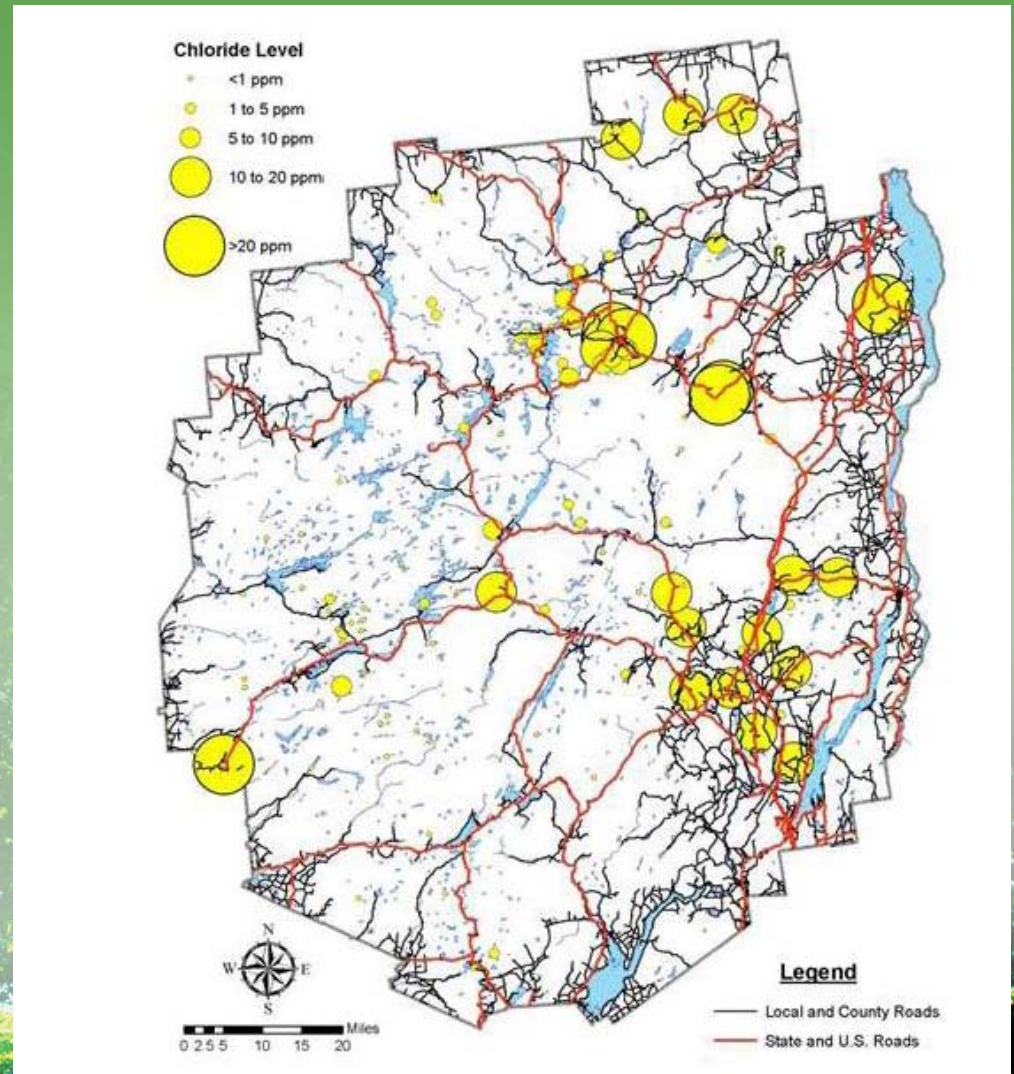 Chloride Level
<1 ppm
1 to 5 ppm
5 to 10 ppm
10 to 20 ppm
>20 ppm
N
W E
S
Miles
0 2 5 5 10 15 20
Legend
Local and County Roads
State and U.S. Roads